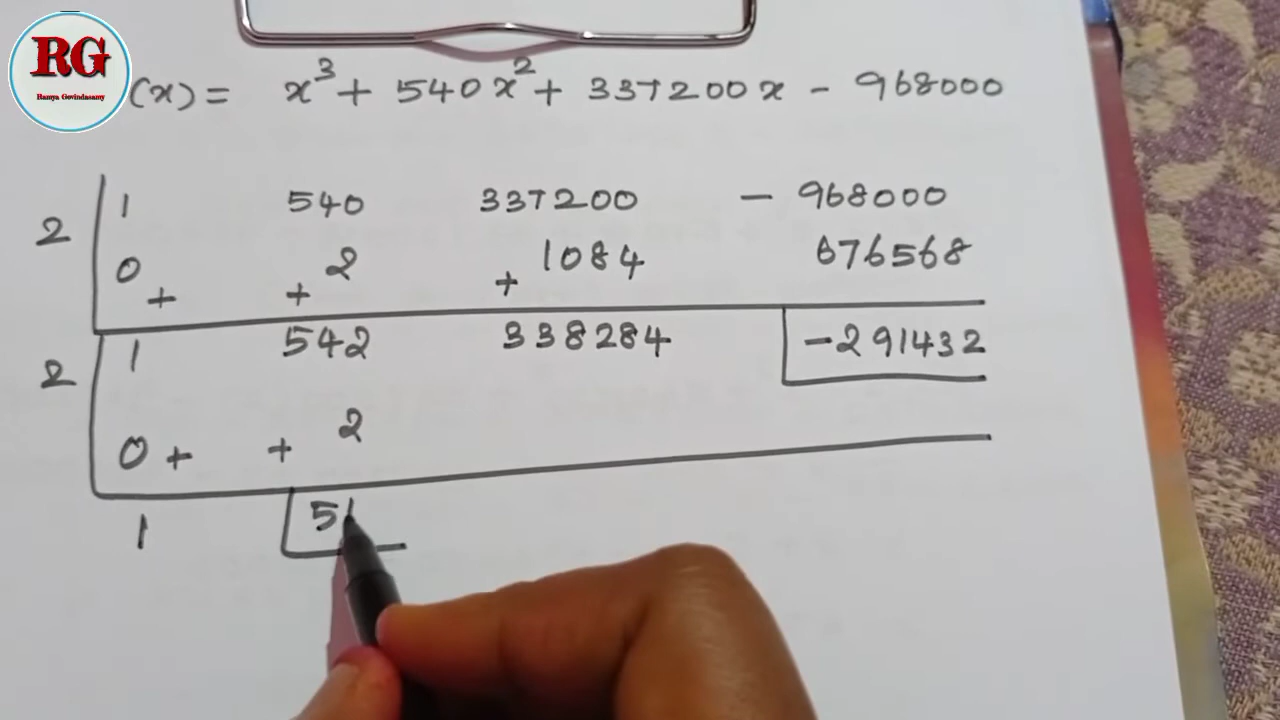 RG
Ramya Govindasamy
(x) = x³ + 540x² + 337200x - 968000
2 1 540 337200 - 968000
0 + + 2 + 1084 676568
2 1 542 338284 -291432
0 + + 2
1 5